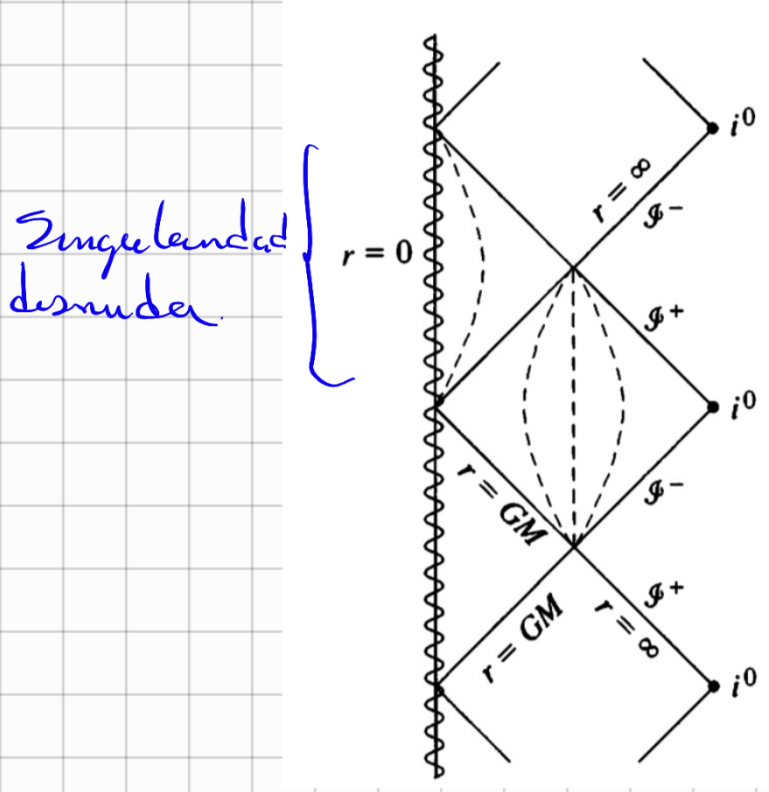 i⁰
r = ∞
𝓘⁻
Singularidad
desnuda.
r = 0
𝓘⁺
i⁰
r = GM
𝓘⁻
r = GM
r = ∞
𝓘⁺
i⁰